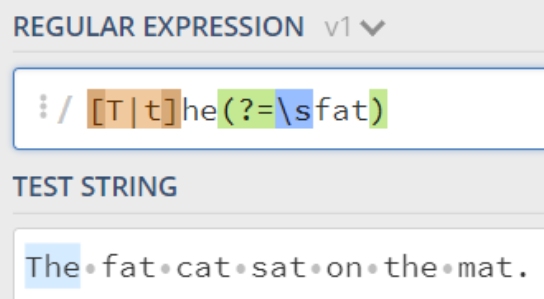 REGULAR EXPRESSION v1
/ [T|t]he(?=\sfat)
TEST STRING
The·fat·cat·sat·on·the·mat.